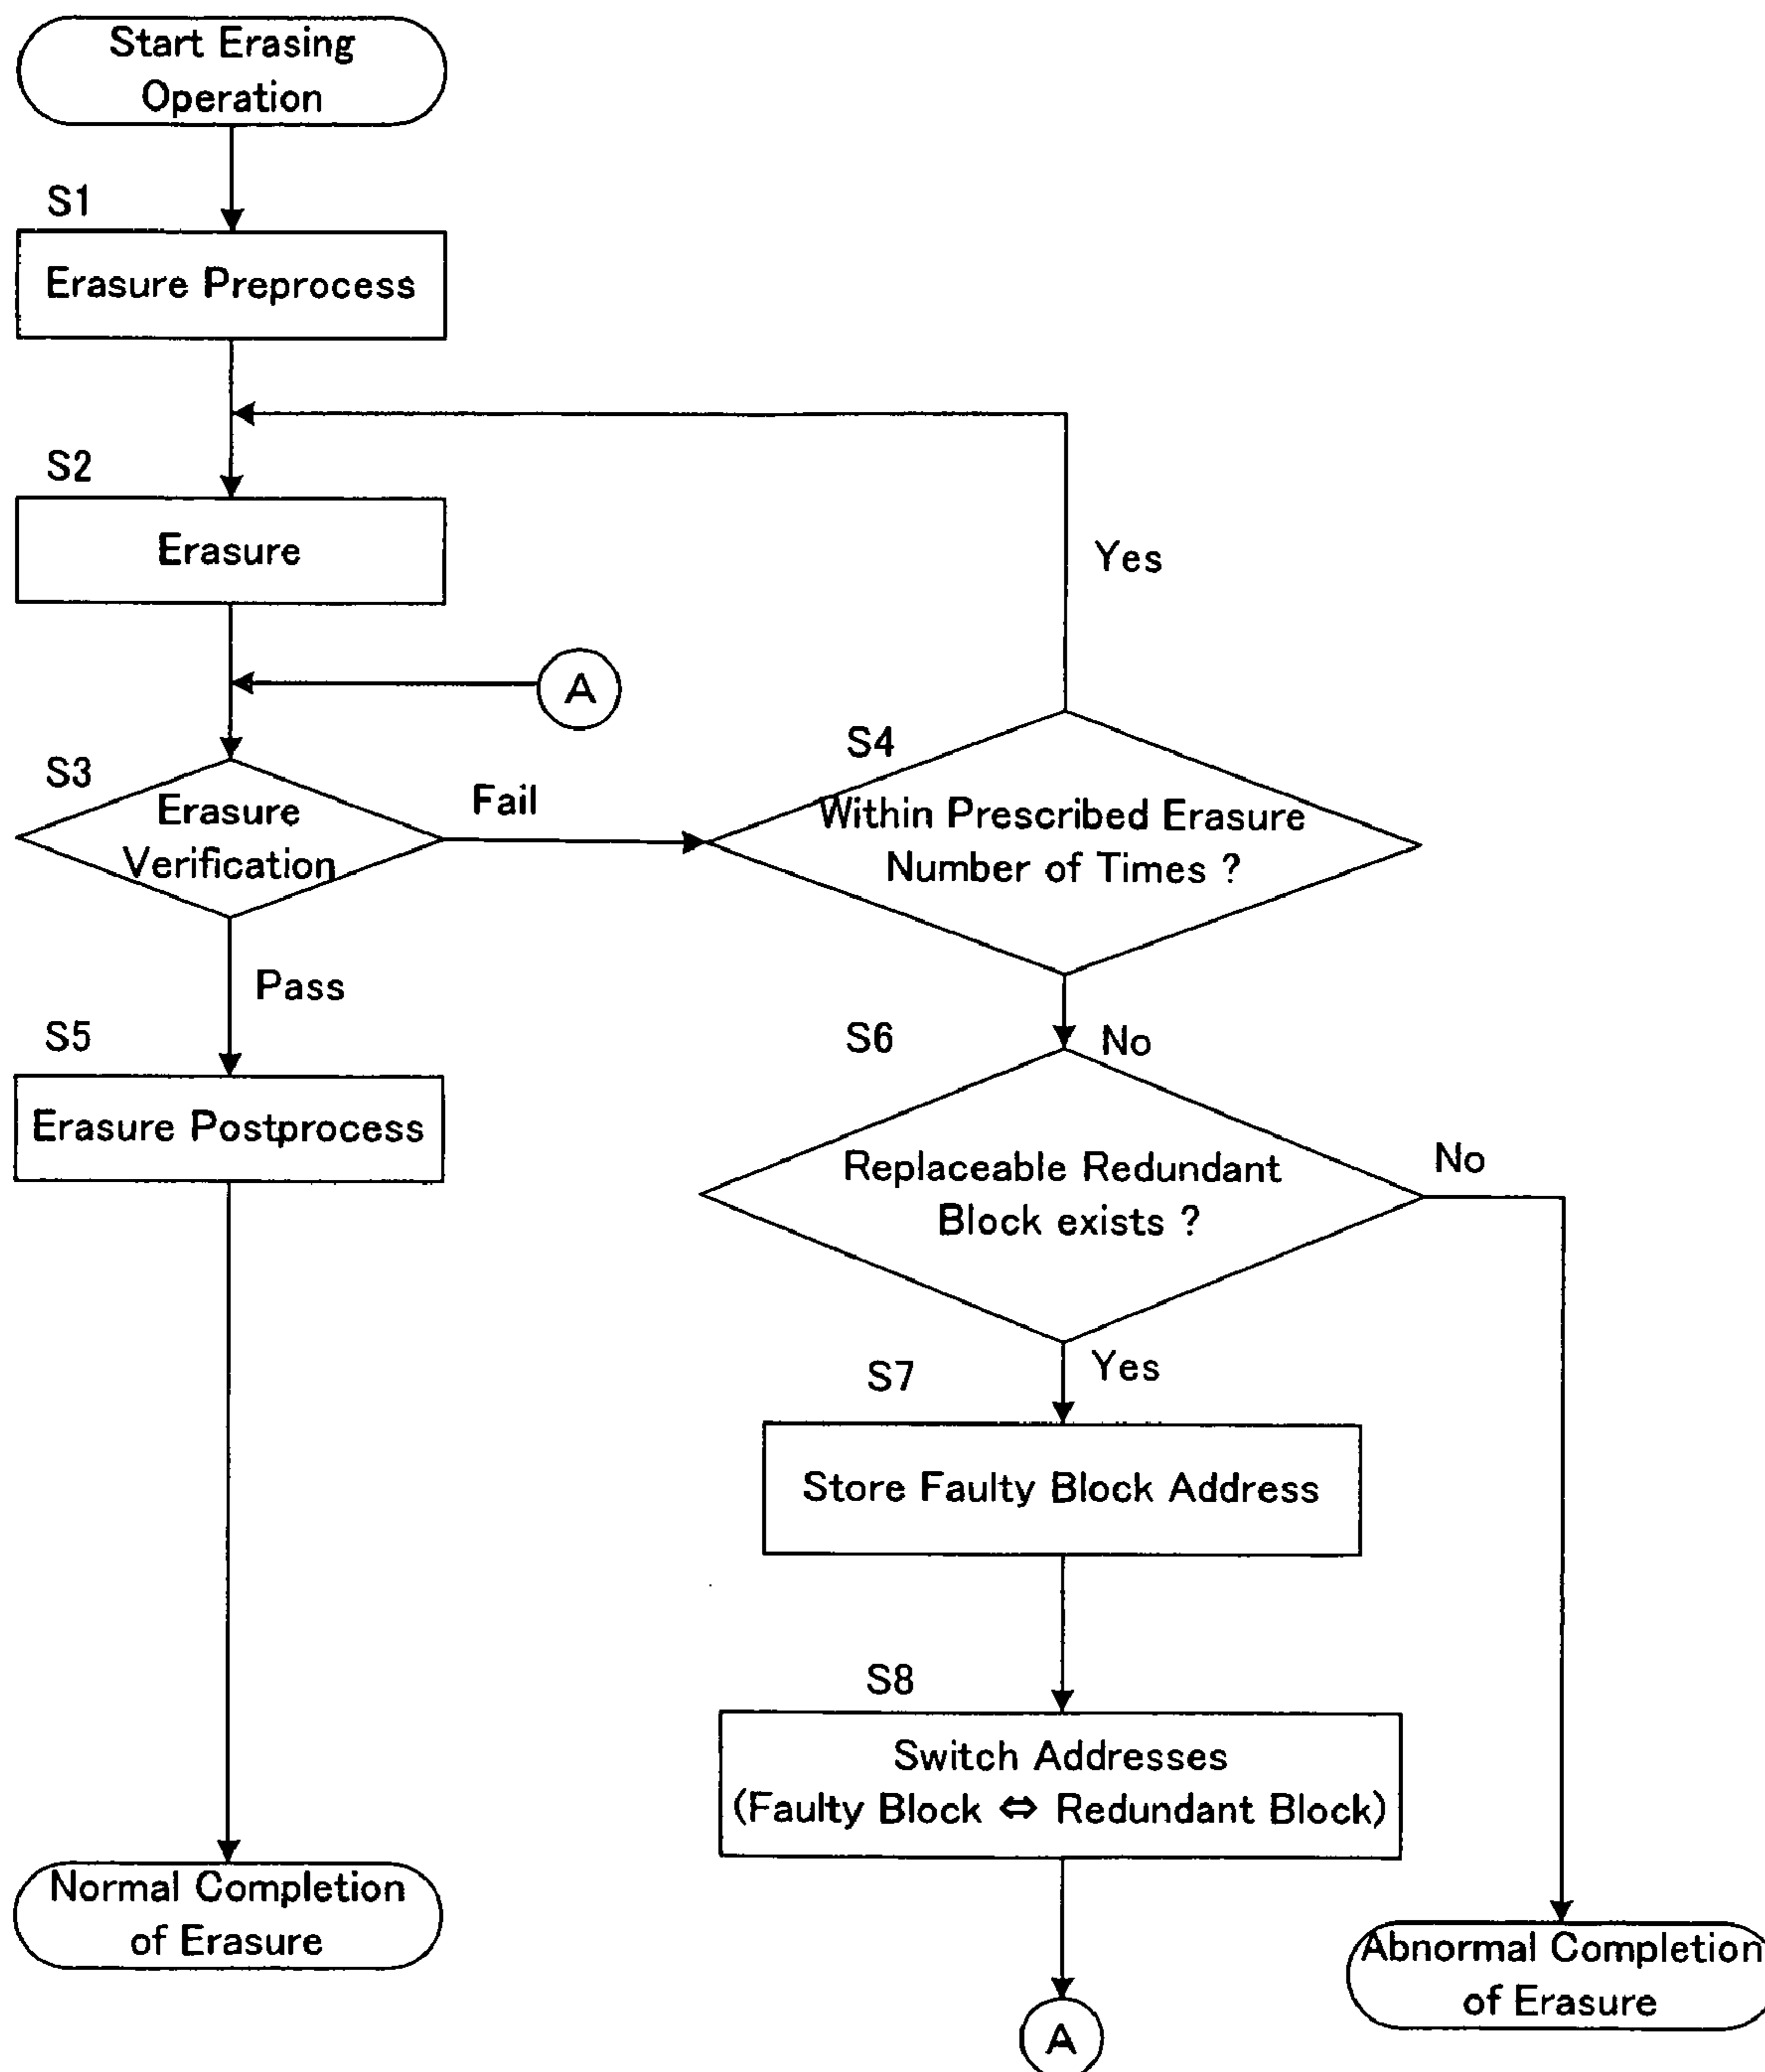 Start Erasing
Operation
S1
Erasure Preprocess
S2
Erasure
Yes
A
S3
Erasure
Verification
Fail
S4
Within Prescribed Erasure
Number of Times ?
Pass
S5
Erasure Postprocess
S6
No
Replaceable Redundant
Block exists ?
No
S7
Yes
Store Faulty Block Address
S8
Switch Addresses
(Faulty Block ⇔ Redundant Block)
Normal Completion
of Erasure
Abnormal Completion
of Erasure
A